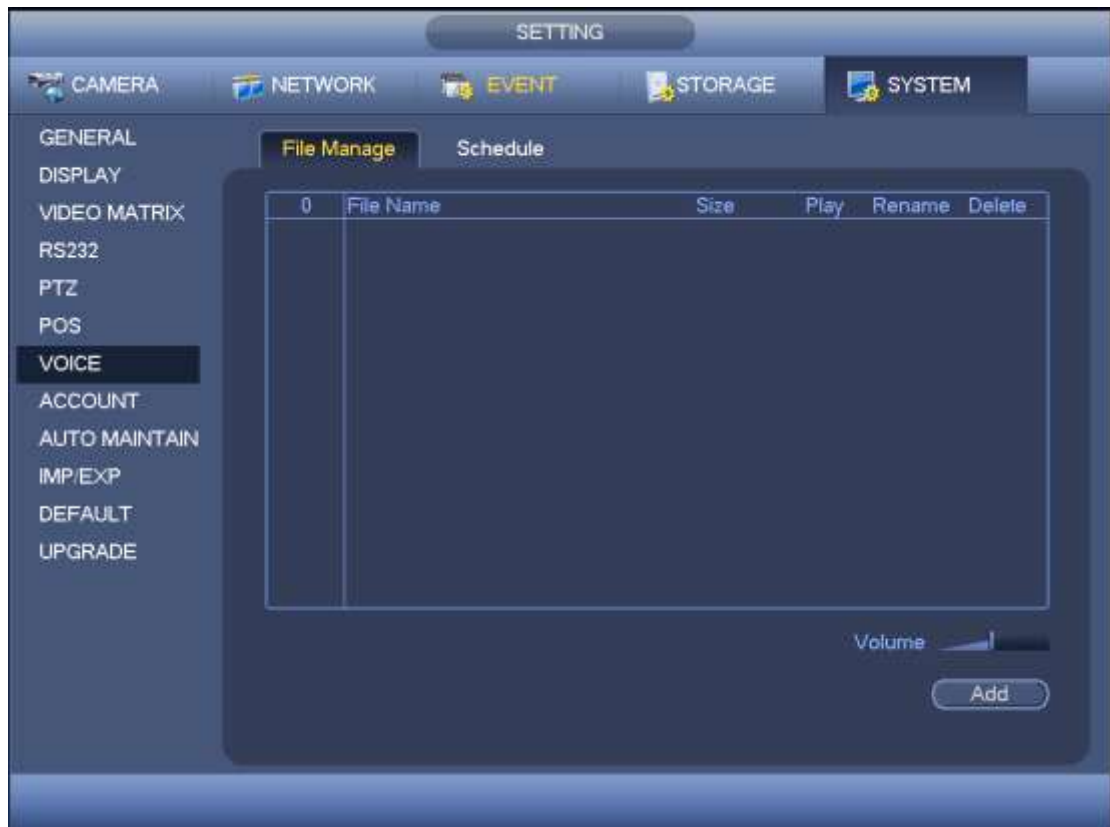 SETTING
CAMERA NETWORK EVENT STORAGE SYSTEM
GENERAL
DISPLAY
VIDEO MATRIX
RS232
PTZ
POS
VOICE
ACCOUNT
AUTO MAINTAIN
IMP/EXP
DEFAULT
UPGRADE
File Manage Schedule
0 File Name Size Play Rename Delete
Volume
Add